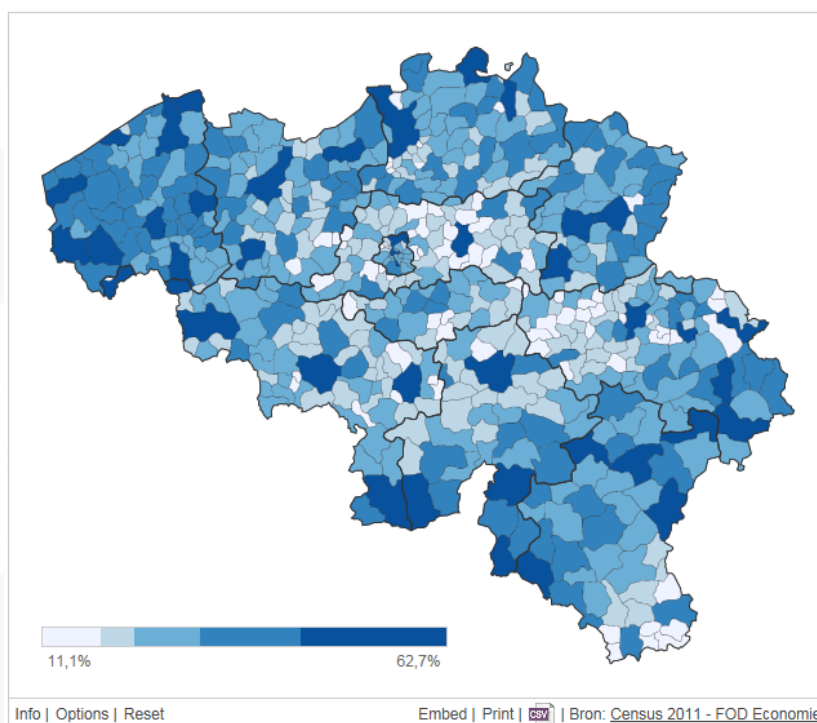 11,1% 62,7%
Info | Options | Reset Embed | Print | CSV | Bron: Census 2011 - FOD Economie